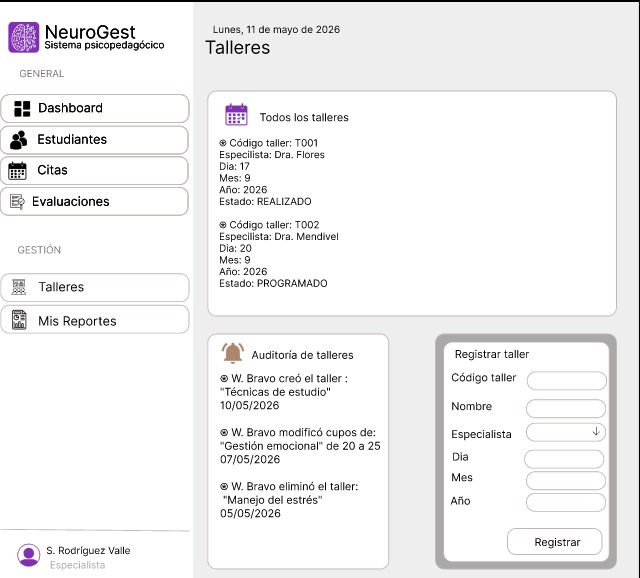 NeuroGest
Sistema psicopedagócico
GENERAL
Dashboard
Estudiantes
Citas
Evaluaciones
GESTIÓN
Talleres
Mis Reportes
S. Rodríguez Valle
Especialista
Lunes, 11 de mayo de 2026
Talleres
Todos los talleres
Código taller: T001
Especilista: Dra. Flores
Dia: 17
Mes: 9
Año: 2026
Estado: REALIZADO
Código taller: T002
Especilista: Dra. Mendivel
Dia: 20
Mes: 9
Año: 2026
Estado: PROGRAMADO
Auditoría de talleres
W. Bravo creó el taller :
"Técnicas de estudio"
10/05/2026
W. Bravo modificó cupos de:
"Gestión emocional" de 20 a 25
07/05/2026
W. Bravo eliminó el taller:
"Manejo del estrés"
05/05/2026
Registrar taller
Código taller
Nombre
Especialista
Dia
Mes
Año
Registrar